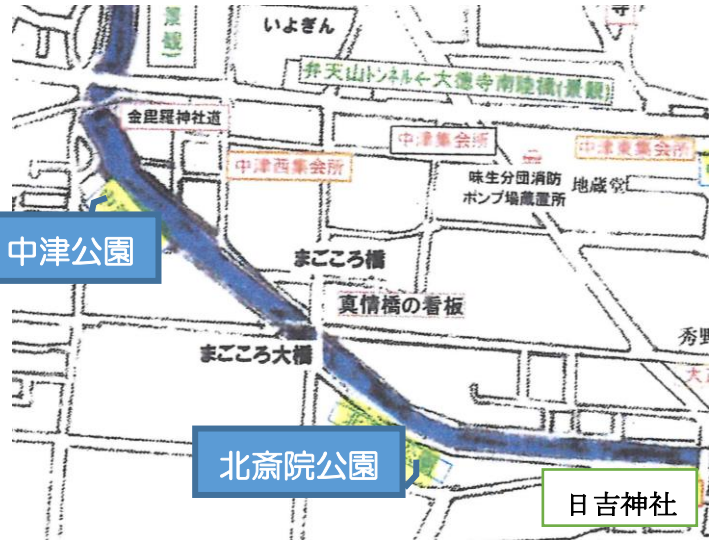 景観)
いよぎん
弁天山トンネル←大徳寺南陸橋(景観)
金毘羅神社道
中津集会所
中津東集会所
中津西集会所
味生分団消防
ポンプ場蔵置所
地蔵堂
中津公園
まごころ橋
真情橋の看板
まごころ大橋
秀野
北斎院公園
日吉神社